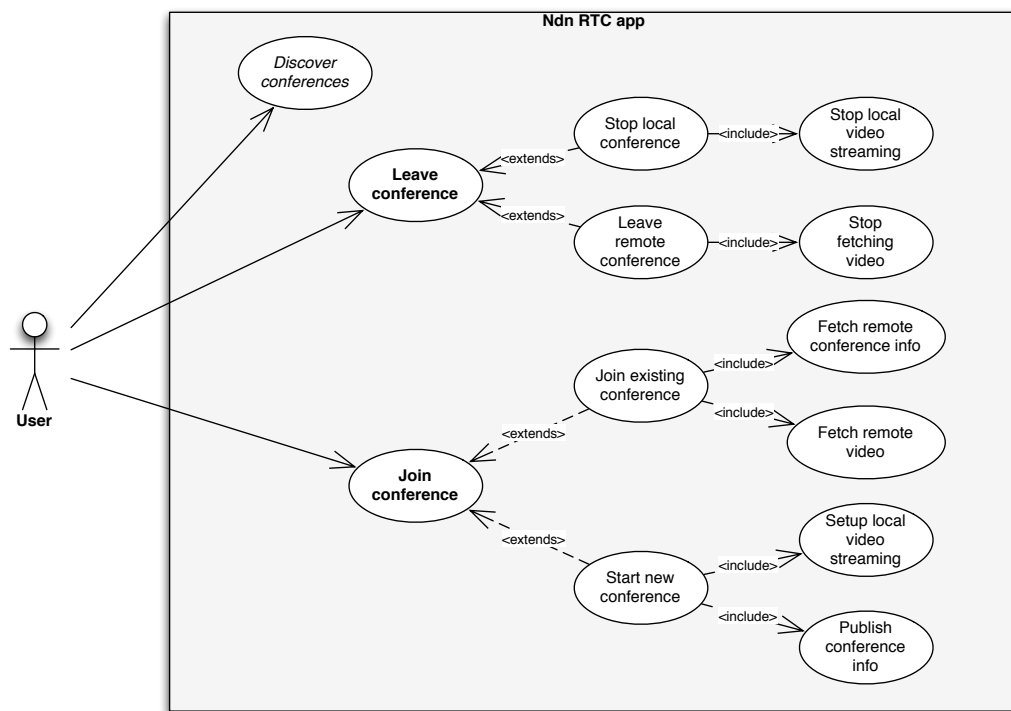 Ndn RTC app
Discover
conferences
Stop local
conference
<include>
Stop local
video
streaming
<extends>
Leave
conference
<extends>
Leave
remote
conference
<include>
Stop
fetching
video
User
Fetch remote
conference info
<include>
Join existing
conference
<include>
Fetch remote
video
<extends>
Join
conference
<extends>
Setup local
video
streaming
<include>
Start new
conference
<include>
Publish
conference
info